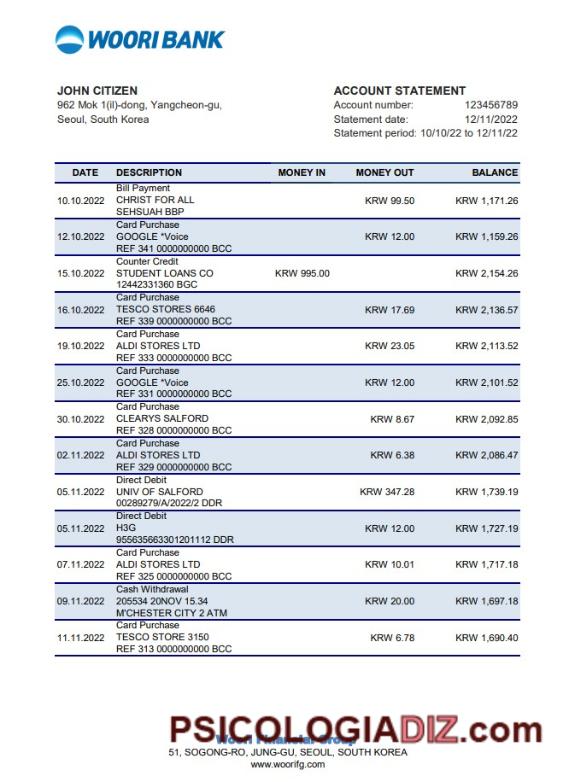 WOORI BANK
JOHN CITIZEN
962 Mok 1(il)-dong, Yangcheon-gu,
Seoul, South Korea
ACCOUNT STATEMENT
Account number: 123456789
Statement date: 12/11/2022
Statement period: 10/10/22 to 12/11/22
DATE DESCRIPTION MONEY IN MONEY OUT BALANCE
Bill Payment
10.10.2022 CHRIST FOR ALL KRW 99.50 KRW 1,171.26
SEHSUAH BBP
Card Purchase
12.10.2022 GOOGLE *Voice KRW 12.00 KRW 1,159.26
REF 341 0000000000 BCC
Counter Credit
15.10.2022 STUDENT LOANS CO KRW 995.00 KRW 2,154.26
12442331360 BGC
Card Purchase
16.10.2022 TESCO STORES 6646 KRW 17.69 KRW 2,136.57
REF 339 0000000000 BCC
Card Purchase
19.10.2022 ALDI STORES LTD KRW 23.05 KRW 2,113.52
REF 333 0000000000 BCC
Card Purchase
25.10.2022 GOOGLE *Voice KRW 12.00 KRW 2,101.52
REF 331 0000000000 BCC
Card Purchase
30.10.2022 CLEARYS SALFORD KRW 8.67 KRW 2,092.85
REF 328 0000000000 BCC
Card Purchase
02.11.2022 ALDI STORES LTD KRW 6.38 KRW 2,086.47
REF 329 0000000000 BCC
Direct Debit
05.11.2022 UNIV OF SALFORD KRW 347.28 KRW 1,739.19
00289279/A/2022/2 DDR
Direct Debit
05.11.2022 H3G KRW 12.00 KRW 1,727.19
955635663301201112 DDR
Card Purchase
07.11.2022 ALDI STORES LTD KRW 10.01 KRW 1,717.18
REF 325 0000000000 BCC
Cash Withdrawal
09.11.2022 205534 20NOV 15.34 KRW 20.00 KRW 1,697.18
M'CHESTER CITY 2 ATM
Card Purchase
11.11.2022 TESCO STORE 3150 KRW 6.78 KRW 1,690.40
REF 313 0000000000 BCC
PSICOLOGIADIZ.com
Woori Financial Group
51, SOGONG-RO, JUNG-GU, SEOUL, SOUTH KOREA
www.woorifg.com